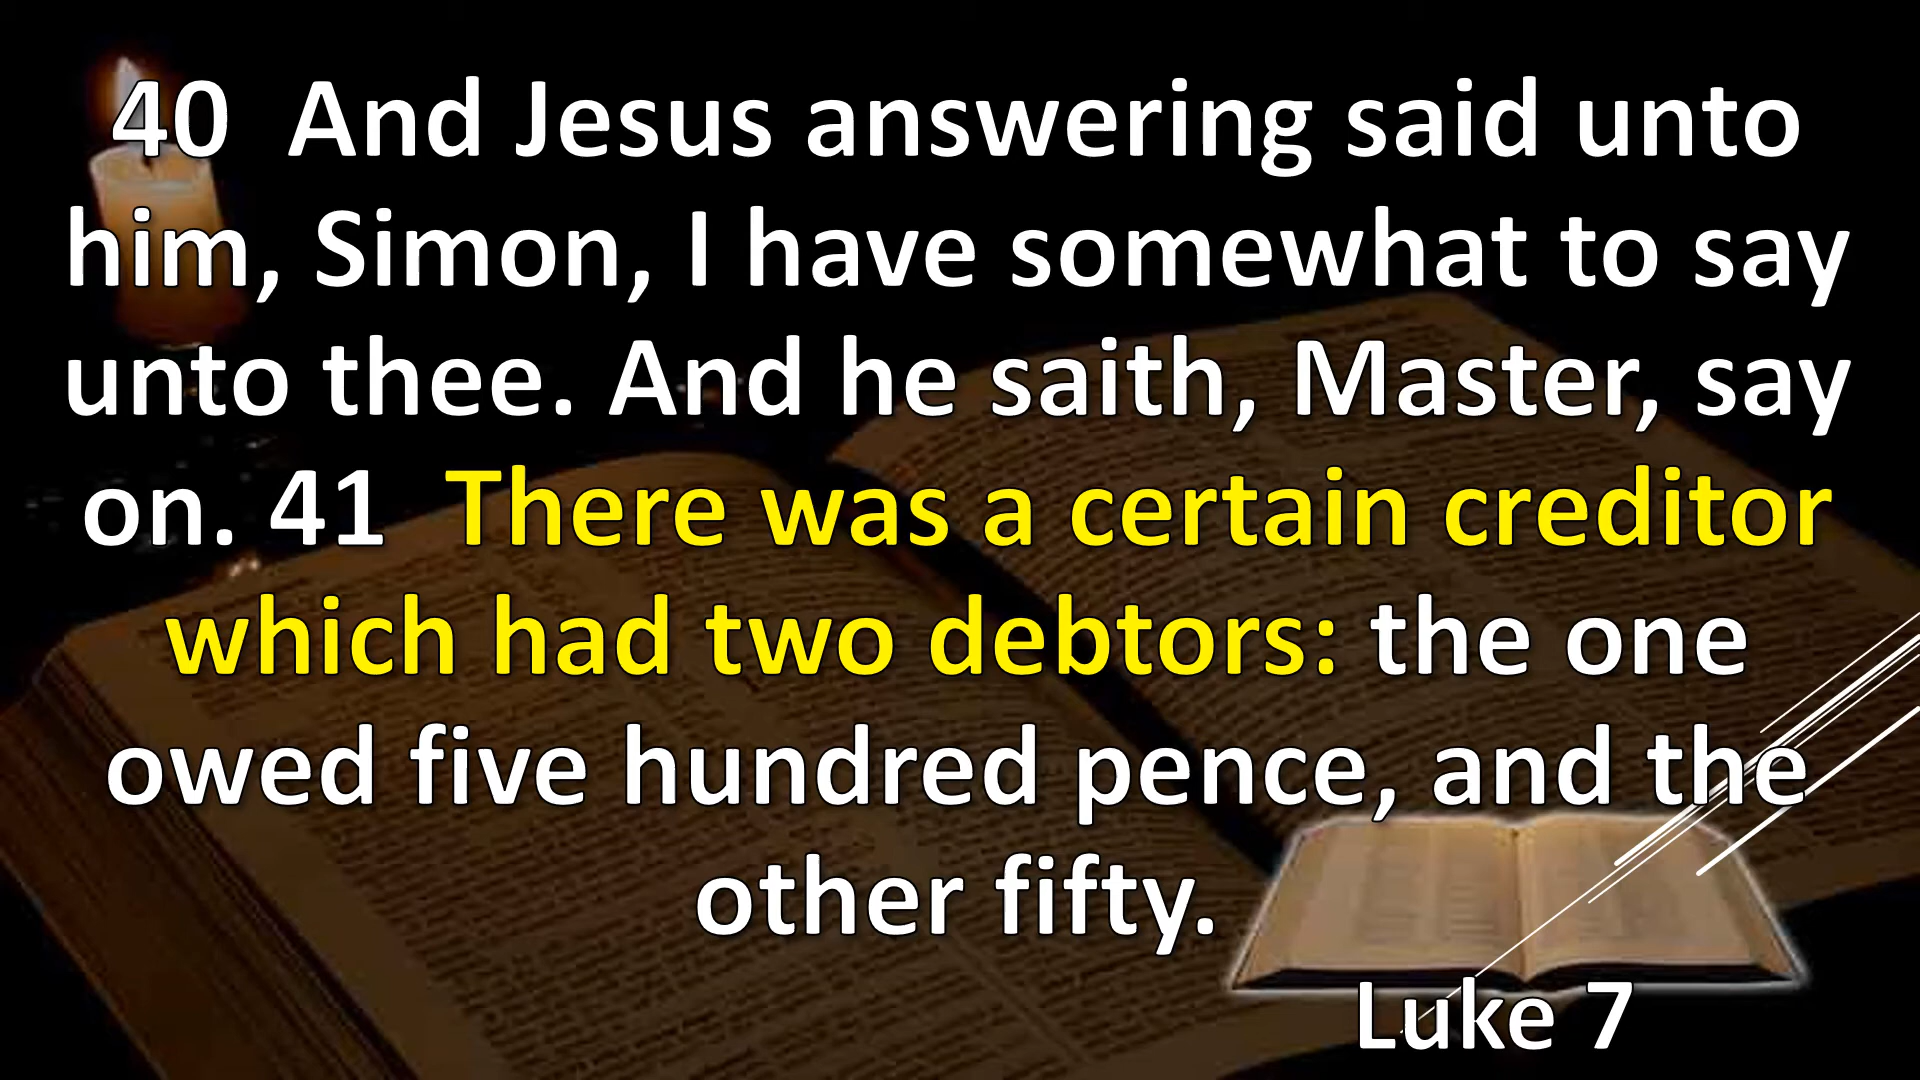 40  And Jesus answering said unto
him, Simon, I have somewhat to say
unto thee. And he saith, Master, say
on. 41  There was a certain creditor
which had two debtors: the one
owed five hundred pence, and the
other fifty.
Luke 7